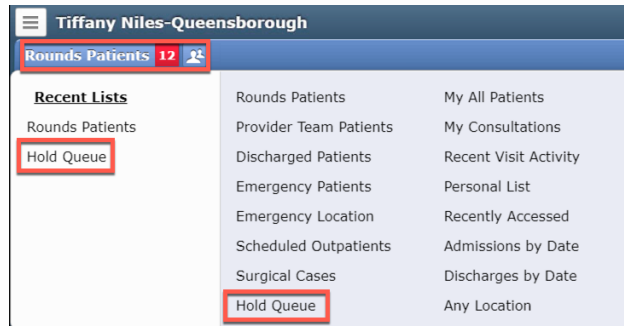 Tiffany Niles-Queensborough
Rounds Patients 12
Recent Lists
Rounds Patients
Hold Queue
Rounds Patients
Provider Team Patients
Discharged Patients
Emergency Patients
Emergency Location
Scheduled Outpatients
Surgical Cases
Hold Queue
My All Patients
My Consultations
Recent Visit Activity
Personal List
Recently Accessed
Admissions by Date
Discharges by Date
Any Location